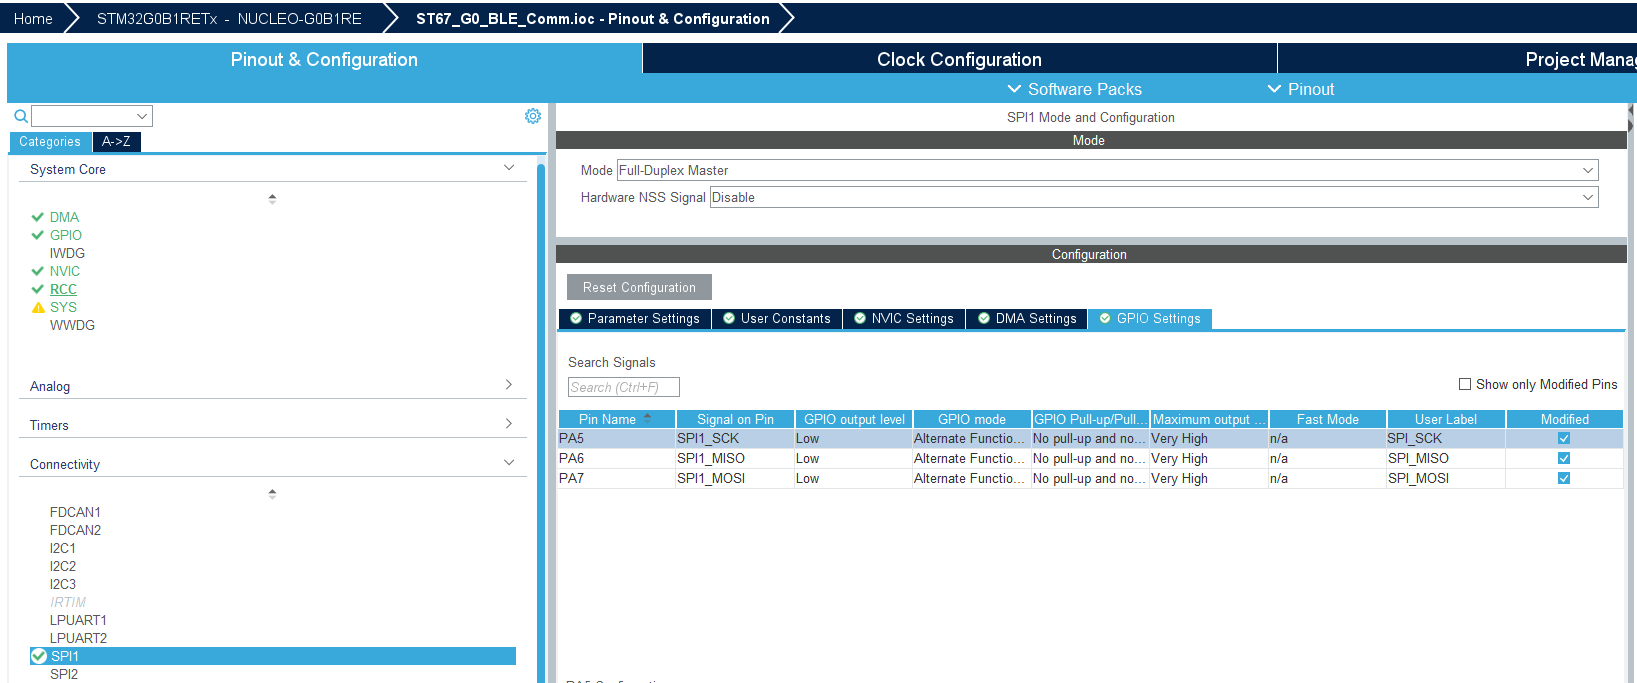 Home STM32G0B1RETx - NUCLEO-G0B1RE ST67_G0_BLE_Comm.ioc - Pinout & Configuration
Pinout & Configuration Clock Configuration Project Mana
Software Packs Pinout
Categories A->Z
System Core
DMA
GPIO
IWDG
NVIC
RCC
SYS
WWDG
Analog
Timers
Connectivity
FDCAN1
FDCAN2
I2C1
I2C2
I2C3
IRTIM
LPUART1
LPUART2
SPI1
SPI2
SPI1 Mode and Configuration
Mode
Mode Full-Duplex Master
Hardware NSS Signal Disable
Configuration
Reset Configuration
Parameter Settings User Constants NVIC Settings DMA Settings GPIO Settings
Search Signals
Search (Ctrl+F) Show only Modified Pins
Pin Name Signal on Pin GPIO output level GPIO mode GPIO Pull-up/Pull... Maximum output ... Fast Mode User Label Modified
PA5 SPI1_SCK Low Alternate Functio... No pull-up and no... Very High n/a SPI_SCK
PA6 SPI1_MISO Low Alternate Functio... No pull-up and no... Very High n/a SPI_MISO
PA7 SPI1_MOSI Low Alternate Functio... No pull-up and no... Very High n/a SPI_MOSI